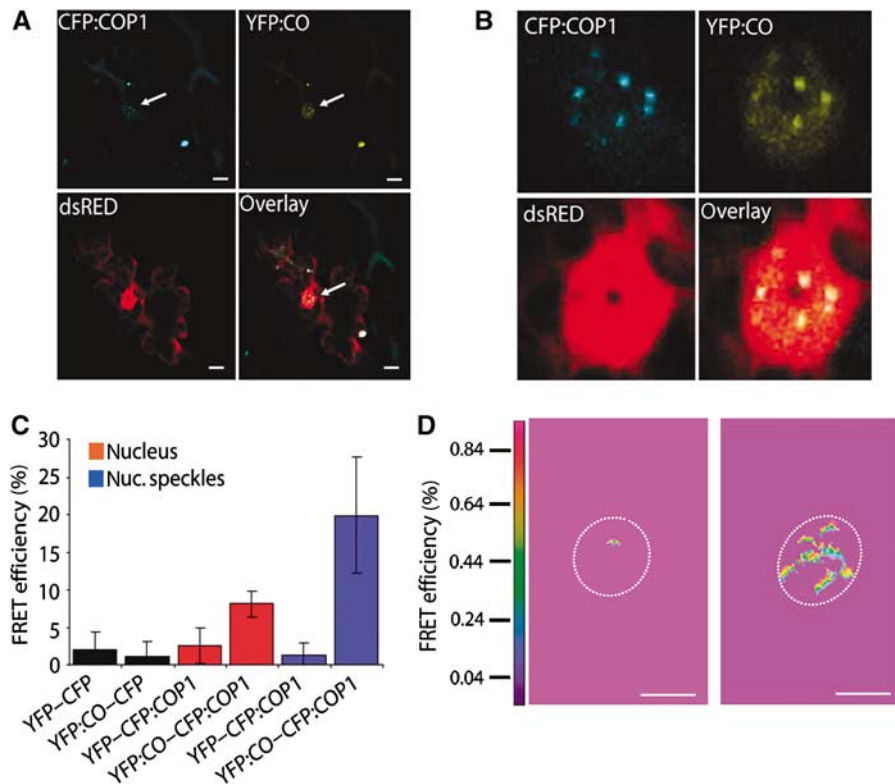 A
CFP:COP1
YFP:CO
dsRED
Overlay
B
CFP:COP1
YFP:CO
dsRED
Overlay
C
FRET efficiency (%)
30
25
20
15
10
5
0
Nucleus
Nuc. speckles
YFP–CFP
YFP:CO–CFP
YFP–CFP:COP1
YFP:CO–CFP:COP1
YFP–CFP:COP1
YFP:CO–CFP:COP1
D
FRET efficiency (%)
0.84
0.64
0.44
0.24
0.04